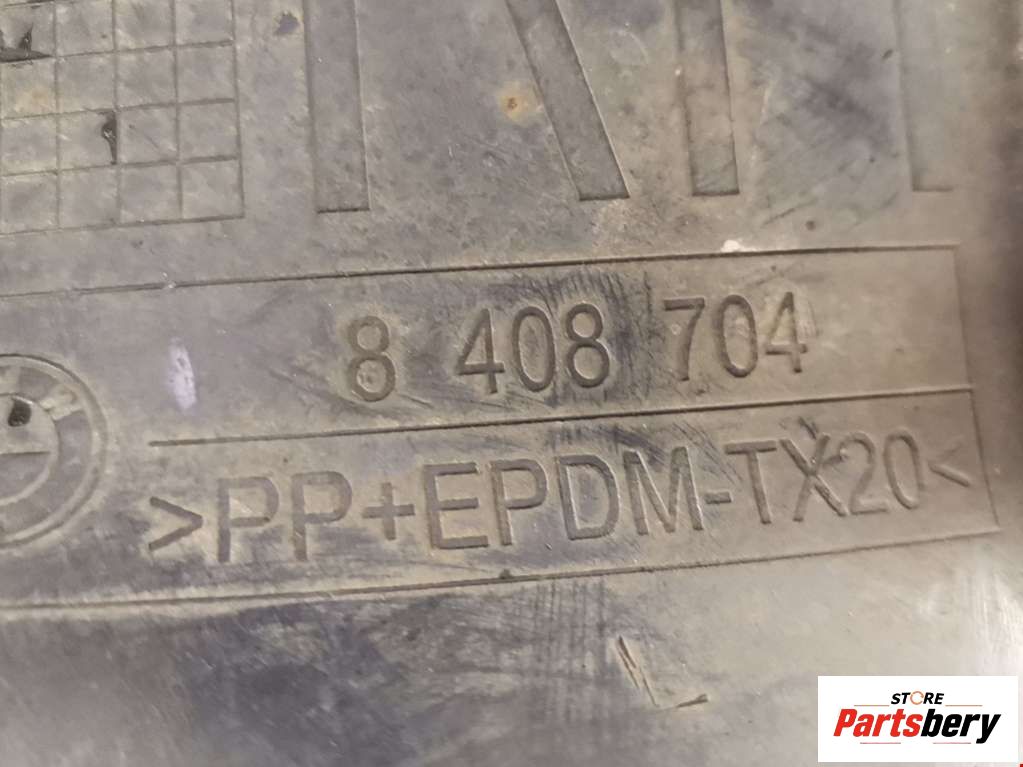 8 408 704
>PP+EPDM-TX20<
STORE
Partsbery